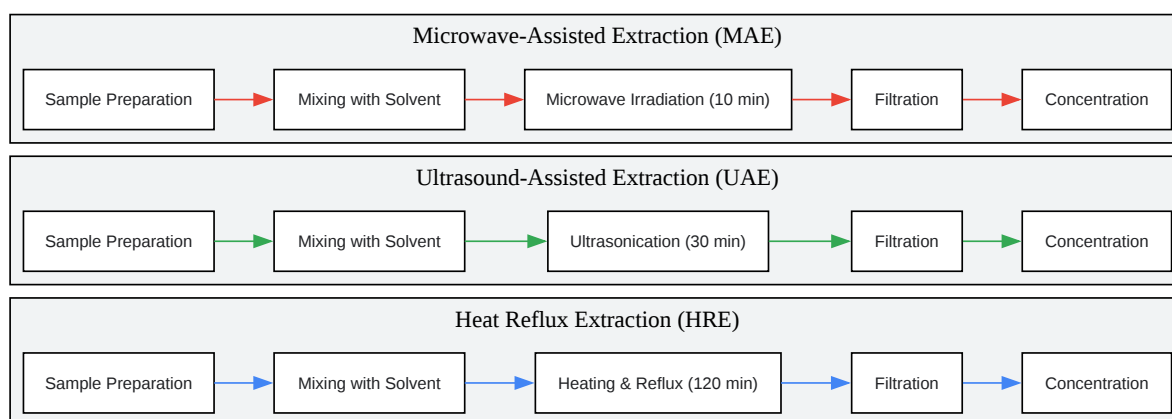 Microwave-Assisted Extraction (MAE)
Sample Preparation
Mixing with Solvent
Microwave Irradiation (10 min)
Filtration
Concentration
Ultrasound-Assisted Extraction (UAE)
Sample Preparation
Mixing with Solvent
Ultrasonication (30 min)
Filtration
Concentration
Heat Reflux Extraction (HRE)
Sample Preparation
Mixing with Solvent
Heating & Reflux (120 min)
Filtration
Concentration